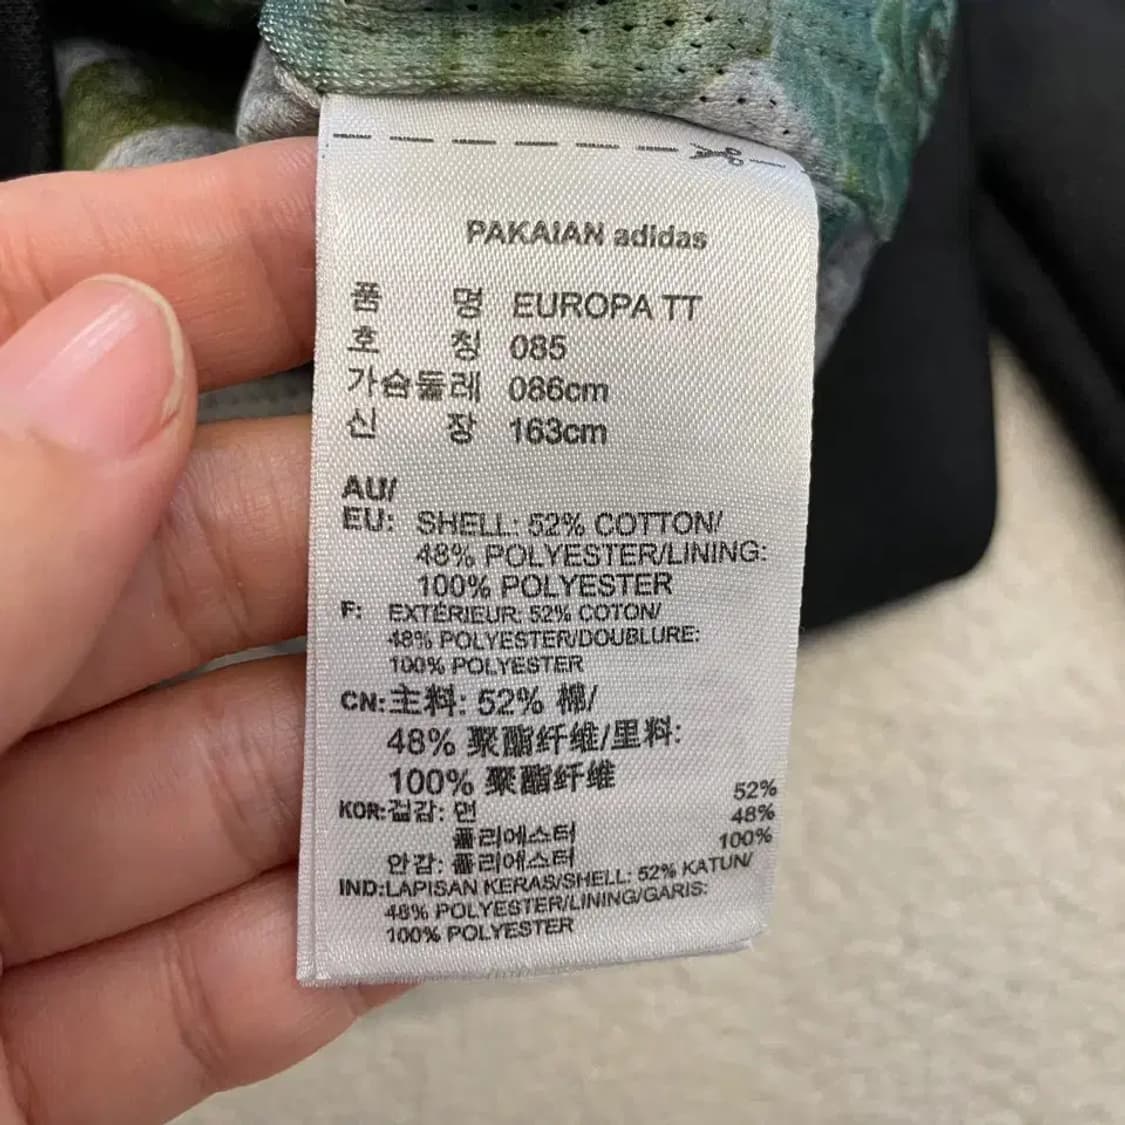 PAKAIAN adidas
품 명 EUROPA TT
호 칭 085
가슴둘레 086cm
신 장 163cm
AU/
EU: SHELL: 52% COTTON/
48% POLYESTER/LINING:
100% POLYESTER
F: EXTÉRIEUR: 52% COTON/
48% POLYESTER/DOUBLURE:
100% POLYESTER
CN: 主料: 52% 棉/
48% 聚酯纤维/里料:
100% 聚酯纤维
KOR: 겉감: 면 52%
폴리에스터 48%
안감: 폴리에스터 100%
IND: LAPISAN KERAS/SHELL: 52% KATUN/
48% POLYESTER/LINING/GARIS:
100% POLYESTER